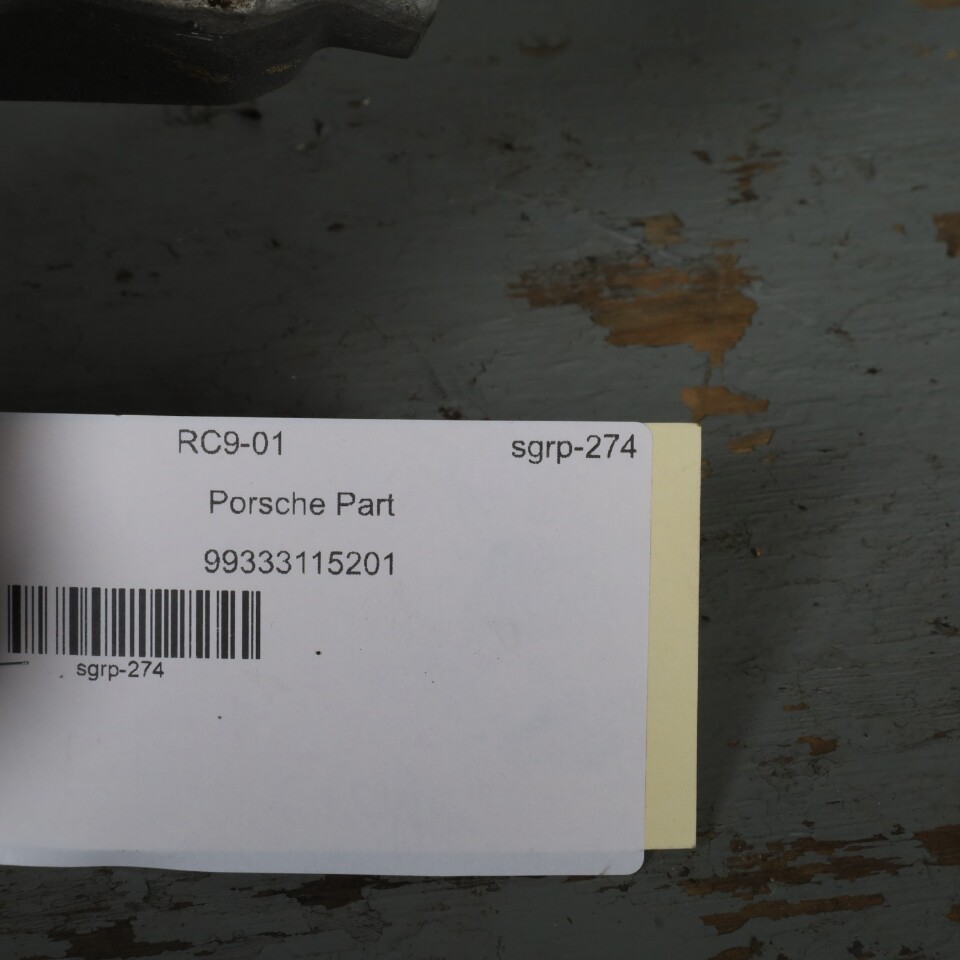 RC9-01 sgrp-274
Porsche Part
99333115201
sgrp-274